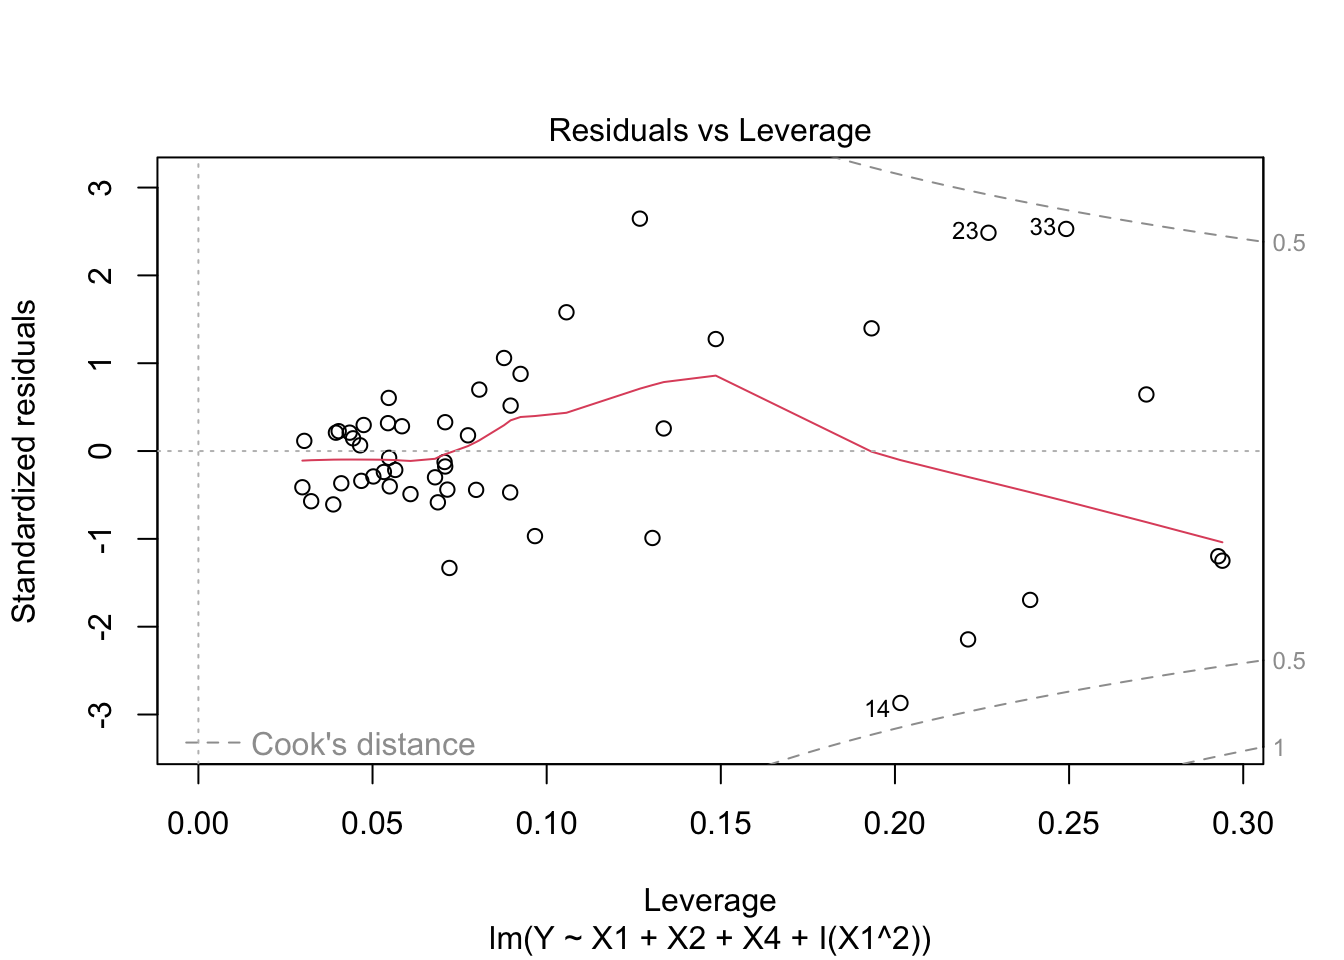 Residuals vs Leverage
Standardized residuals
3
2
1
0
-1
-2
-3
23
33
14
0.5
0.5
1
Cook's distance
0.00 0.05 0.10 0.15 0.20 0.25 0.30
Leverage
lm(Y ~ X1 + X2 + X4 + I(X1^2))